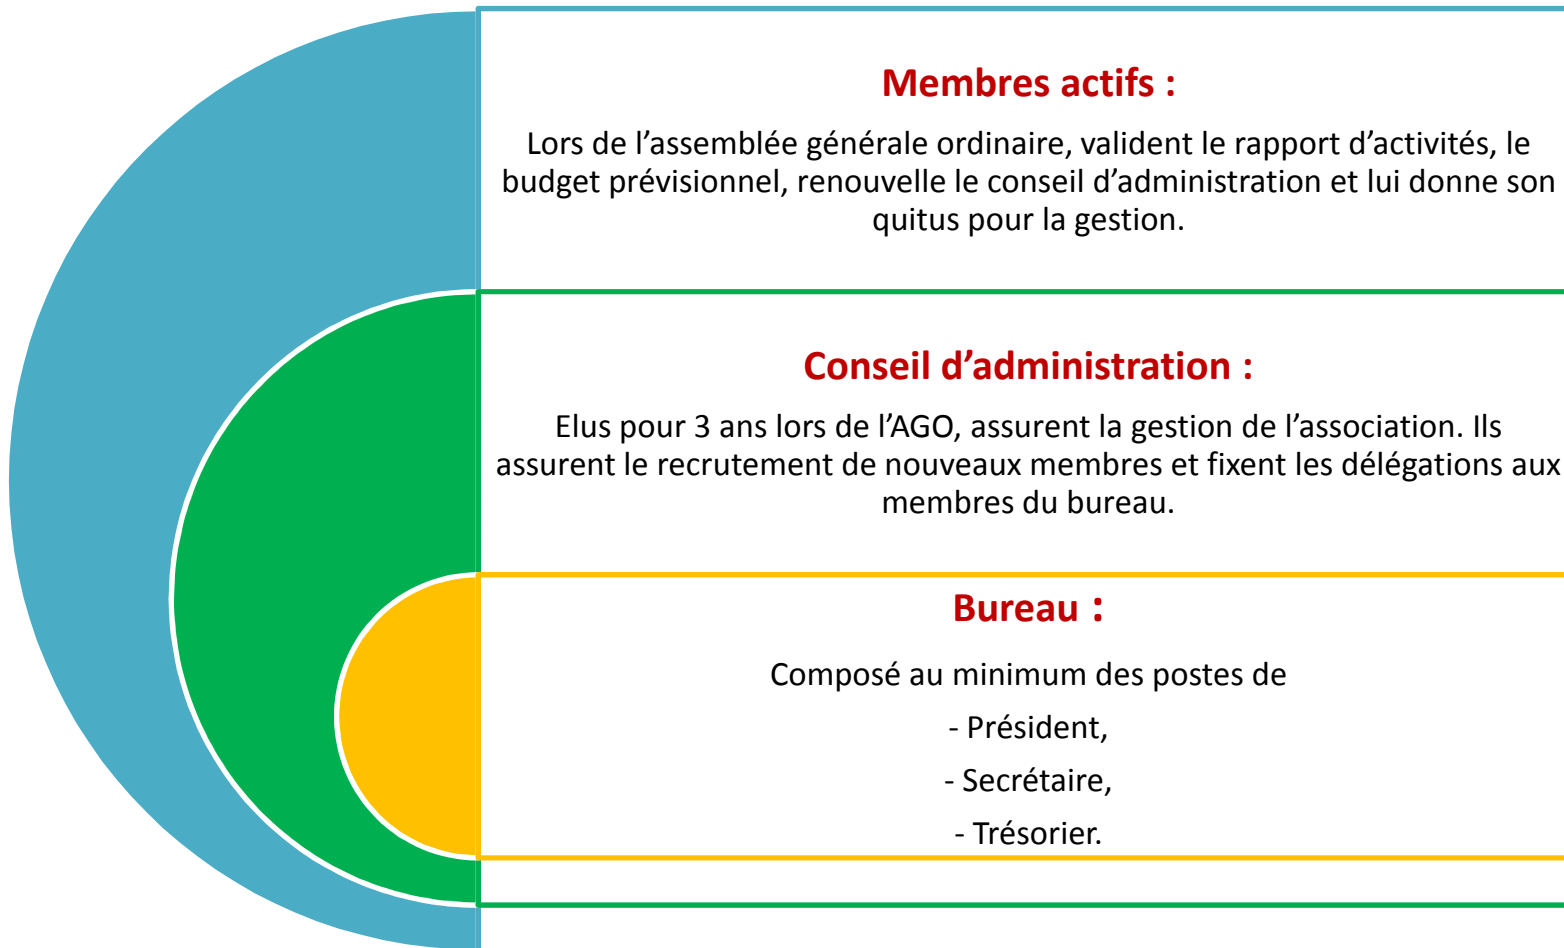 Membres actifs :
Lors de l’assemblée générale ordinaire, valident le rapport d’activités, le
budget prévisionnel, renouvelle le conseil d’administration et lui donne son
quitus pour la gestion.
Conseil d’administration :
Elus pour 3 ans lors de l’AGO, assurent la gestion de l’association. Ils
assurent le recrutement de nouveaux membres et fixent les délégations aux
membres du bureau.
Bureau :
Composé au minimum des postes de
- Président,
- Secrétaire,
- Trésorier.